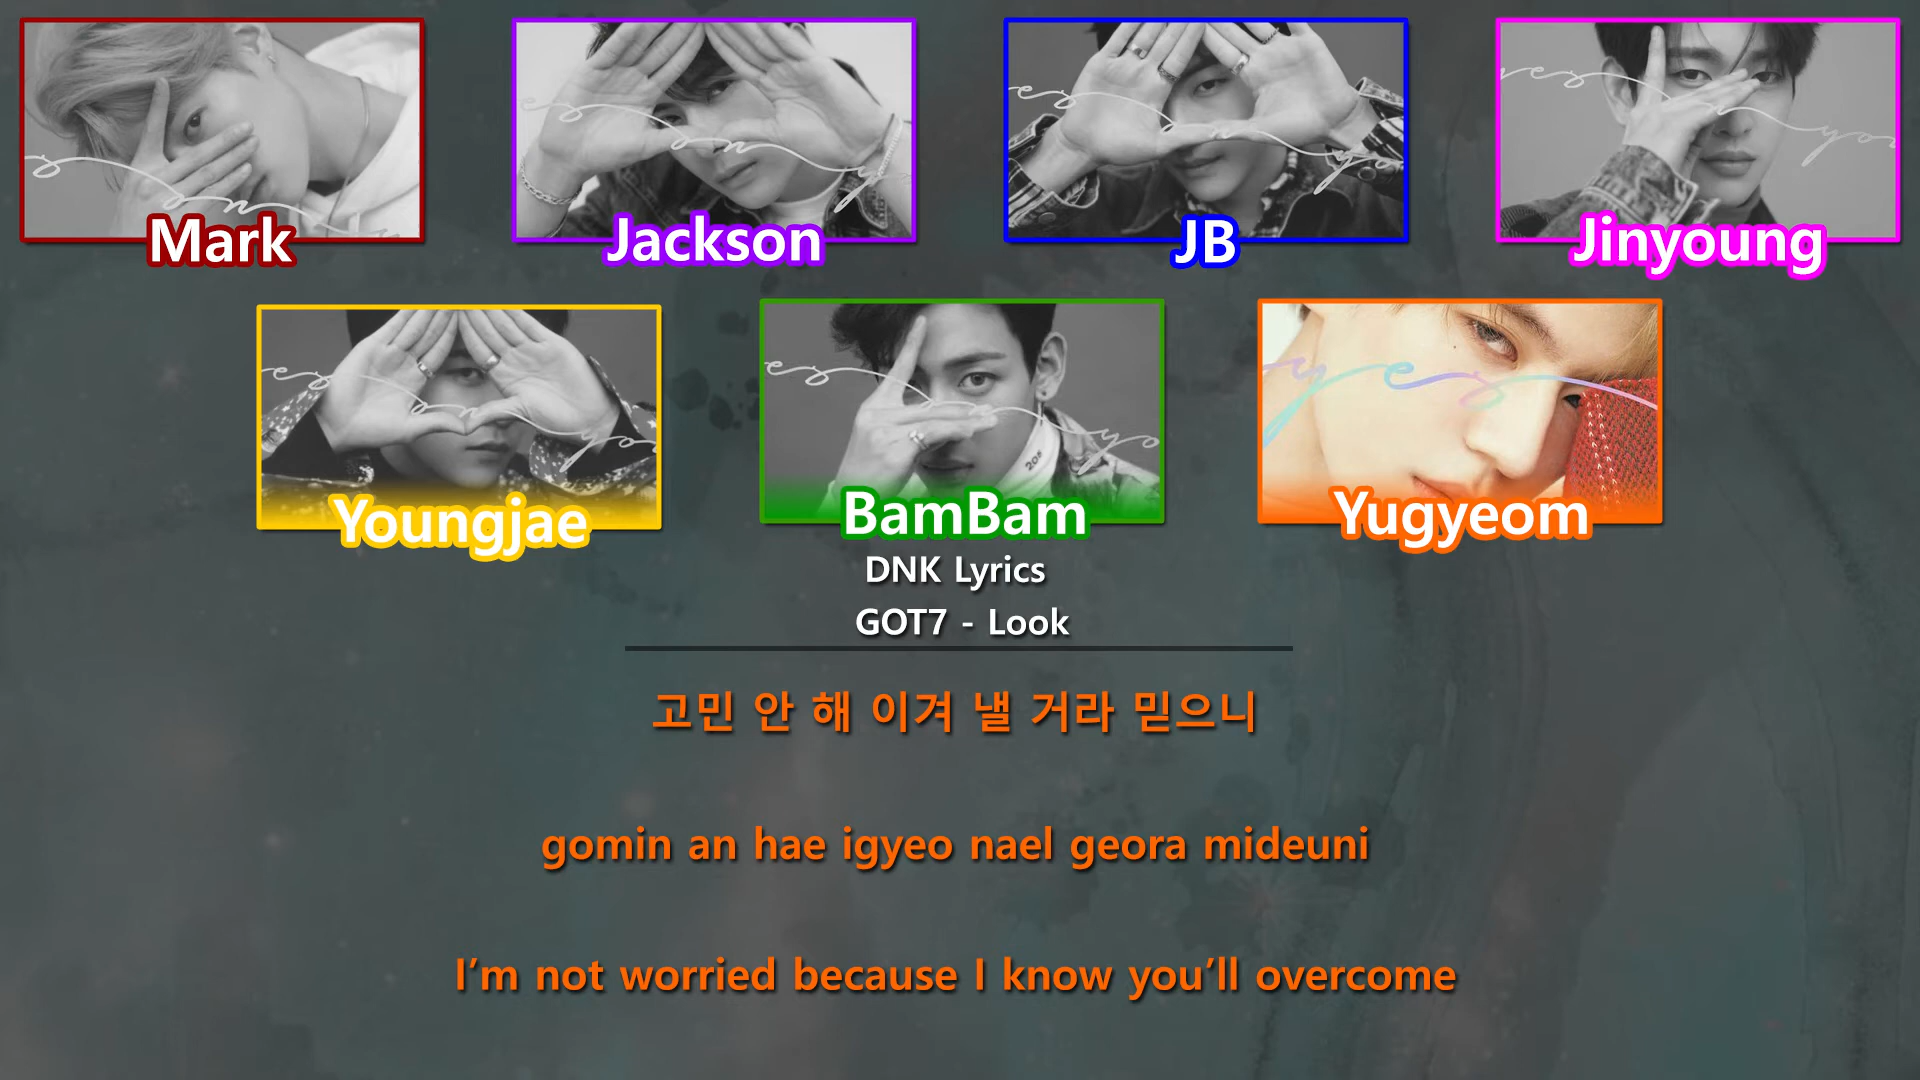 Mark
Jackson
JB
Jinyoung
Youngjae
BamBam
Yugyeom
DNK Lyrics
GOT7 - Look
고민 안 해 이겨 낼 거라 믿으니
gomin an hae igyeo nael geora mideuni
I’m not worried because I know you’ll overcome